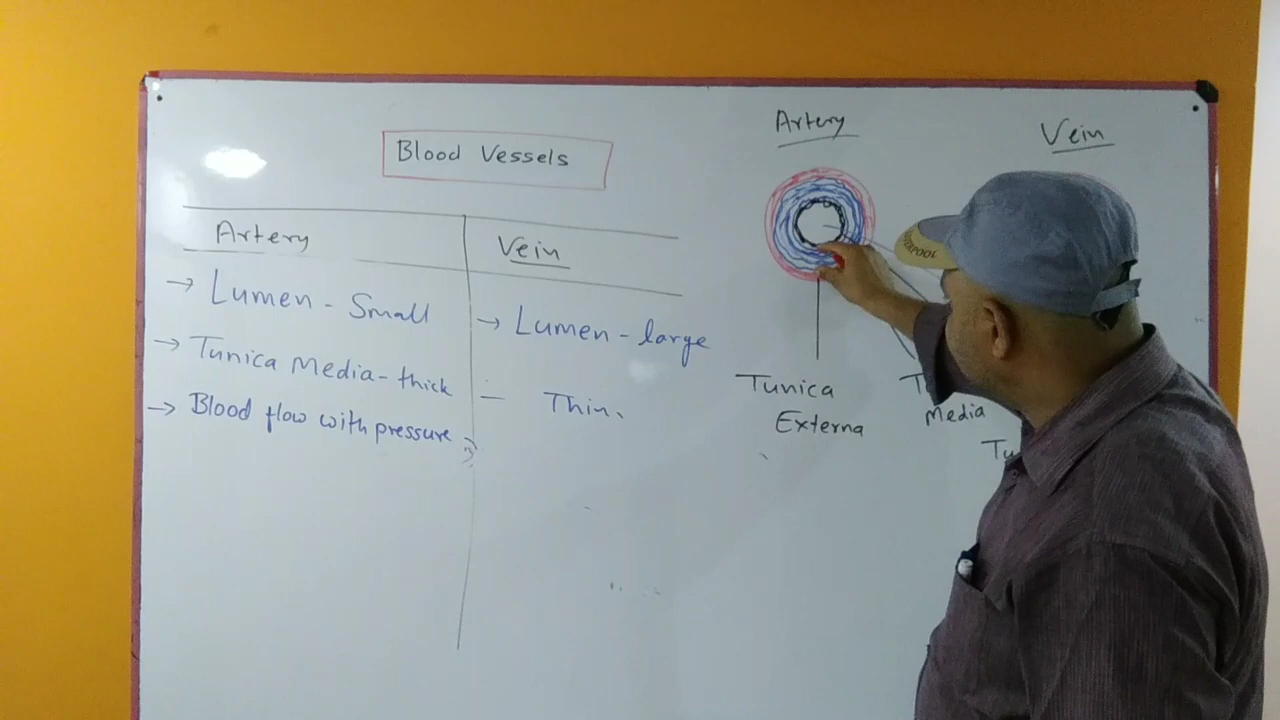 Blood Vessels
Artery
Vein
→ Lumen - Small
→ Lumen - large
→ Tunica Media - thick
— Thin.
→ Blood flow with pressure
Artery
Vein
Tunica
Externa
Media